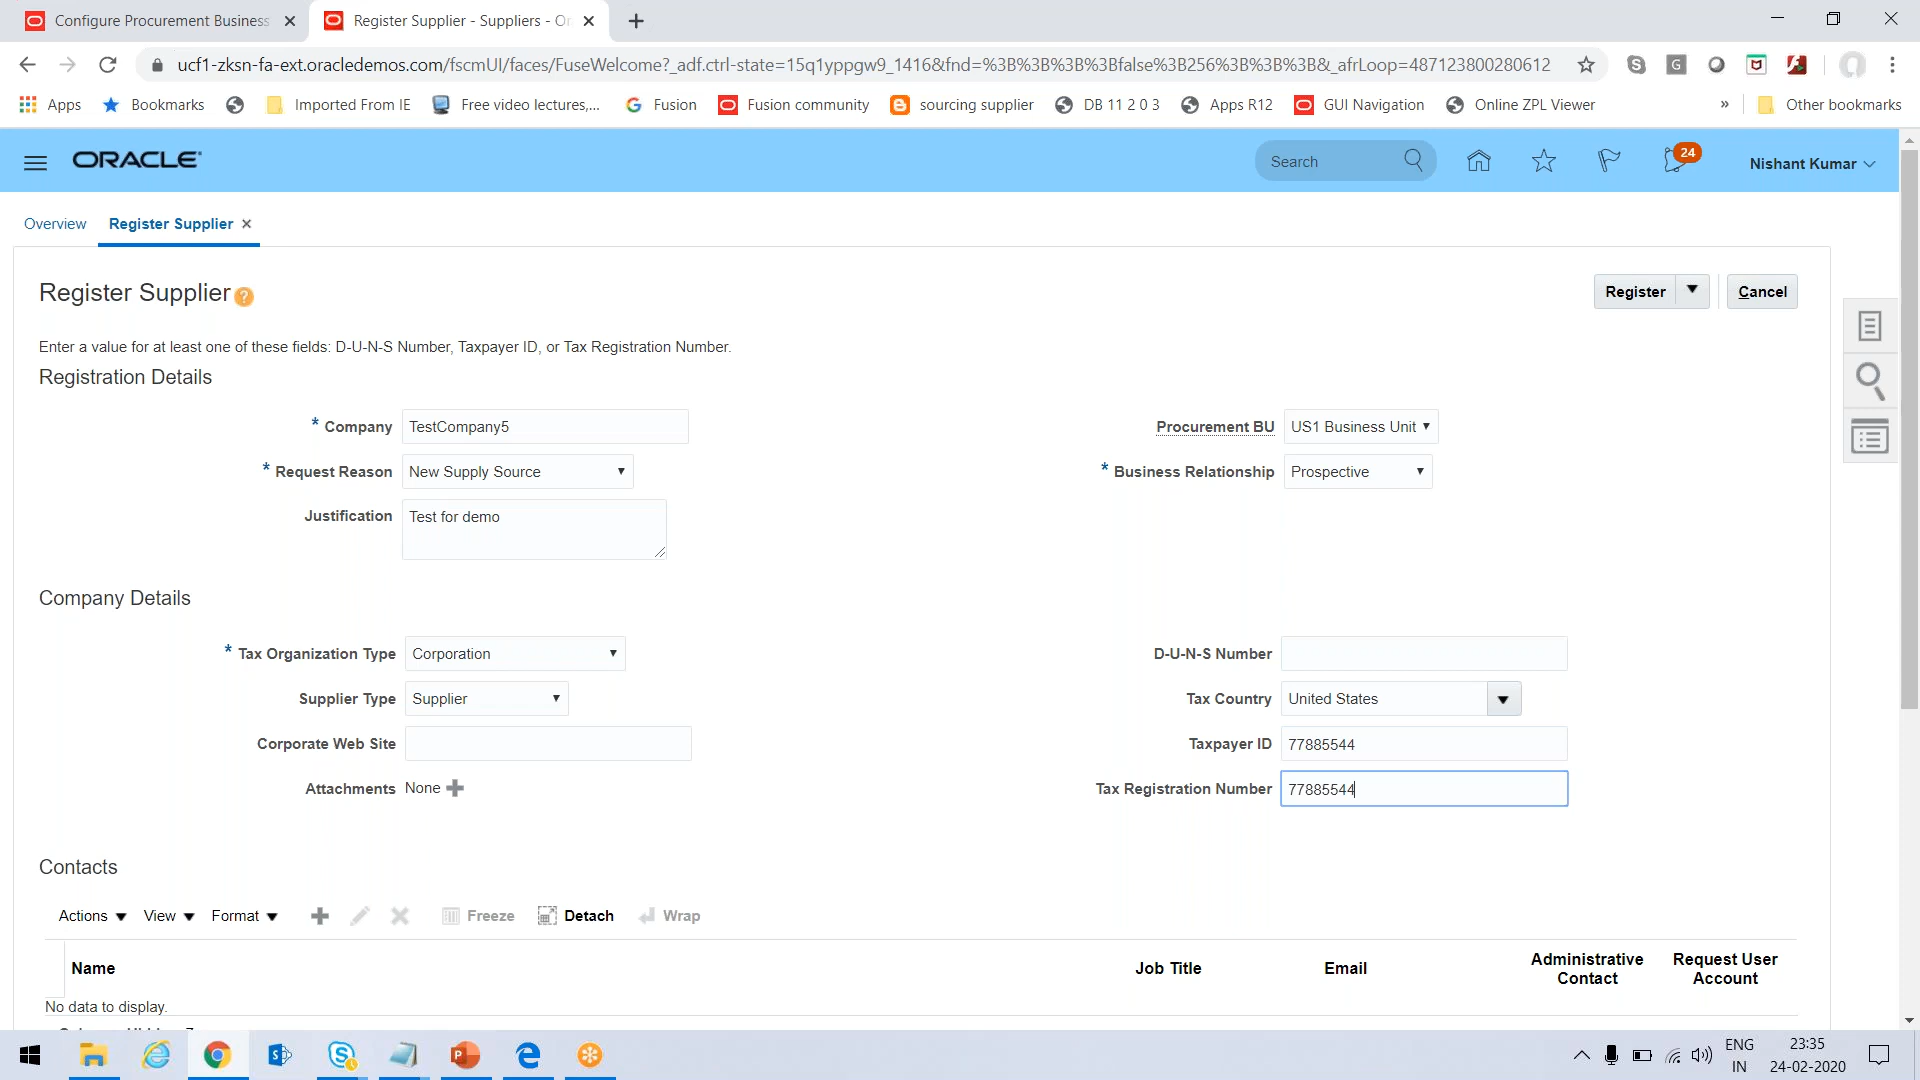 Configure Procurement Business
Register Supplier - Suppliers - Or
ucf1-zksn-fa-ext.oracledemos.com/fscmUI/faces/FuseWelcome?_adf.ctrl-state=15q1yppgw9_1416&fnd=%3B%3B%3B%3Bfalse%3B256%3B%3B%3B&_afrLoop=487123800280612
Apps Bookmarks Imported From IE Free video lectures,... Fusion Fusion community sourcing supplier DB 11 2 0 3 Apps R12 GUI Navigation Online ZPL Viewer » Other bookmarks
ORACLE Search 24 Nishant Kumar
Overview Register Supplier
Register Supplier ? Register Cancel
Enter a value for at least one of these fields: D-U-N-S Number, Taxpayer ID, or Tax Registration Number.
Registration Details
* Company TestCompany5 Procurement BU US1 Business Unit
* Request Reason New Supply Source * Business Relationship Prospective
Justification Test for demo
Company Details
* Tax Organization Type Corporation D-U-N-S Number
Supplier Type Supplier Tax Country United States
Corporate Web Site Taxpayer ID 77885544
Attachments None Tax Registration Number 77885544
Contacts
Actions View Format Freeze Detach Wrap
Name Job Title Email Administrative Contact Request User Account
No data to display.
ENG 23:35
IN 24-02-2020